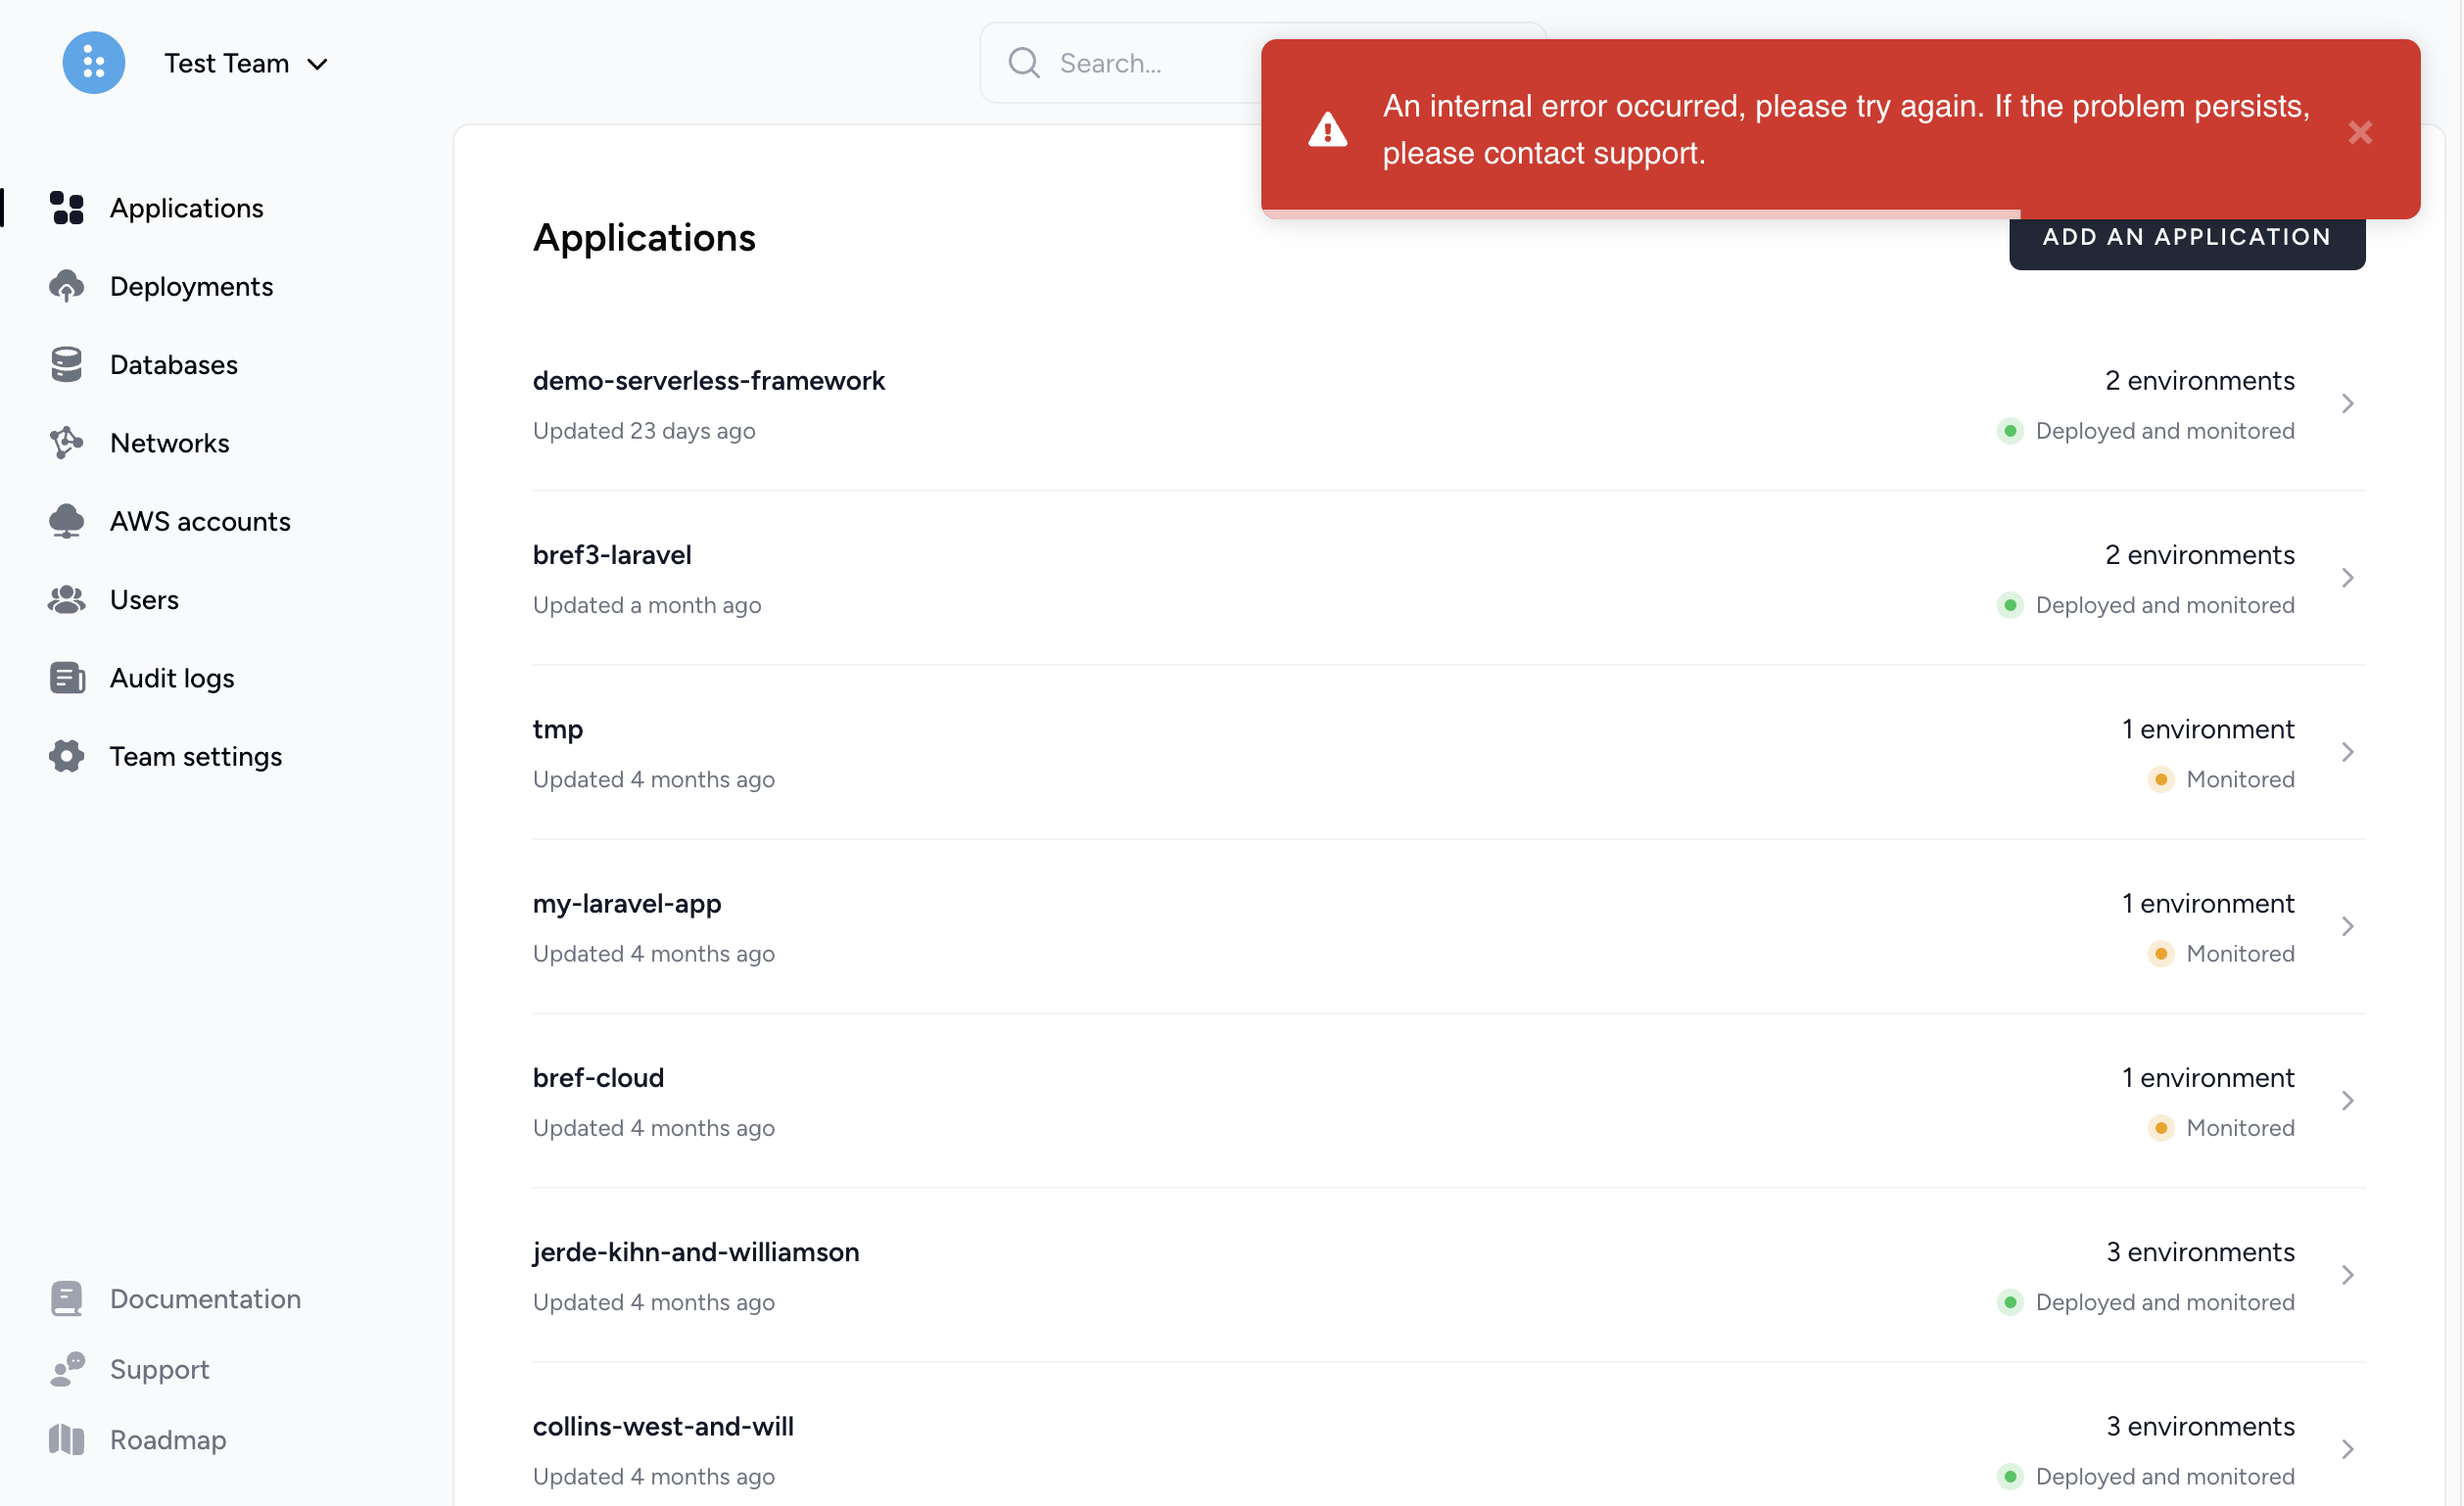 Test Team
Search...
An internal error occurred, please try again. If the problem persists,
please contact support.
Applications
Deployments
Databases
Networks
AWS accounts
Users
Audit logs
Team settings
Documentation
Support
Roadmap
Applications
ADD AN APPLICATION
demo-serverless-framework
2 environments
Updated 23 days ago
Deployed and monitored
bref3-laravel
2 environments
Updated a month ago
Deployed and monitored
tmp
1 environment
Updated 4 months ago
Monitored
my-laravel-app
1 environment
Updated 4 months ago
Monitored
bref-cloud
1 environment
Updated 4 months ago
Monitored
jerde-kihn-and-williamson
3 environments
Updated 4 months ago
Deployed and monitored
collins-west-and-will
3 environments
Updated 4 months ago
Deployed and monitored